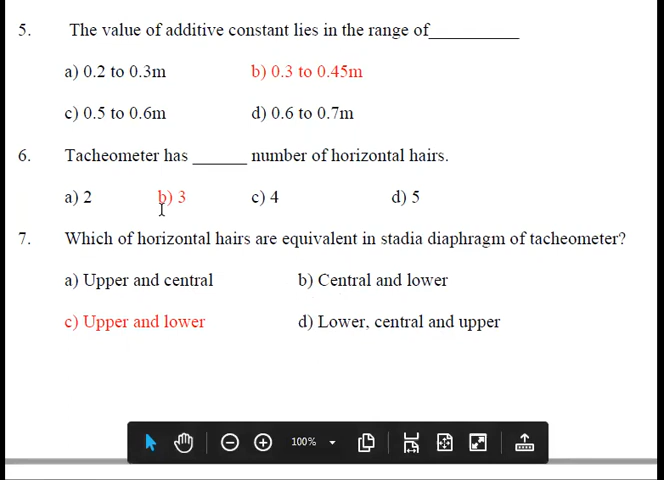 5. The value of additive constant lies in the range of__________
a) 0.2 to 0.3m b) 0.3 to 0.45m
c) 0.5 to 0.6m d) 0.6 to 0.7m
6. Tacheometer has ______ number of horizontal hairs.
a) 2 b) 3 c) 4 d) 5
7. Which of horizontal hairs are equivalent in stadia diaphragm of tacheometer?
a) Upper and central b) Central and lower
c) Upper and lower d) Lower, central and upper
100%